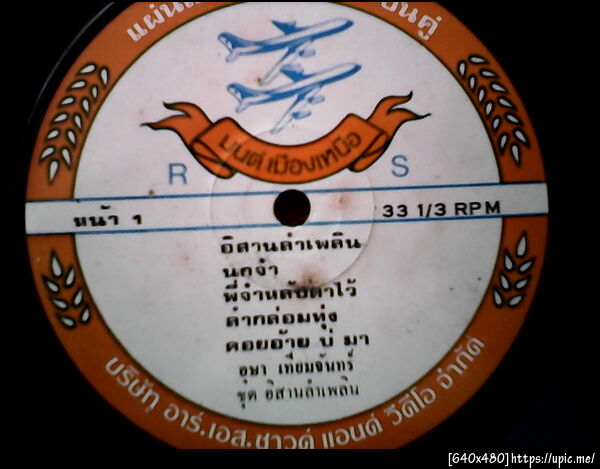 มนต์เมืองเหนือ
R S
หน้า 1
33 1/3 RPM
อีสานลำเพลิน
นกจ๋า
พี่จ๋าหลับตาไว้
ลำกล่อมทุ่ง
คอยอ้าย บ่ มา
อุษา เทียมจันทร์
ชุด อีสานลำเพลิน
บริษัท อาร์.เอส.ซาวด์ แอนด์ วีดีโอ จำกัด
[640x480]https://upic.me/